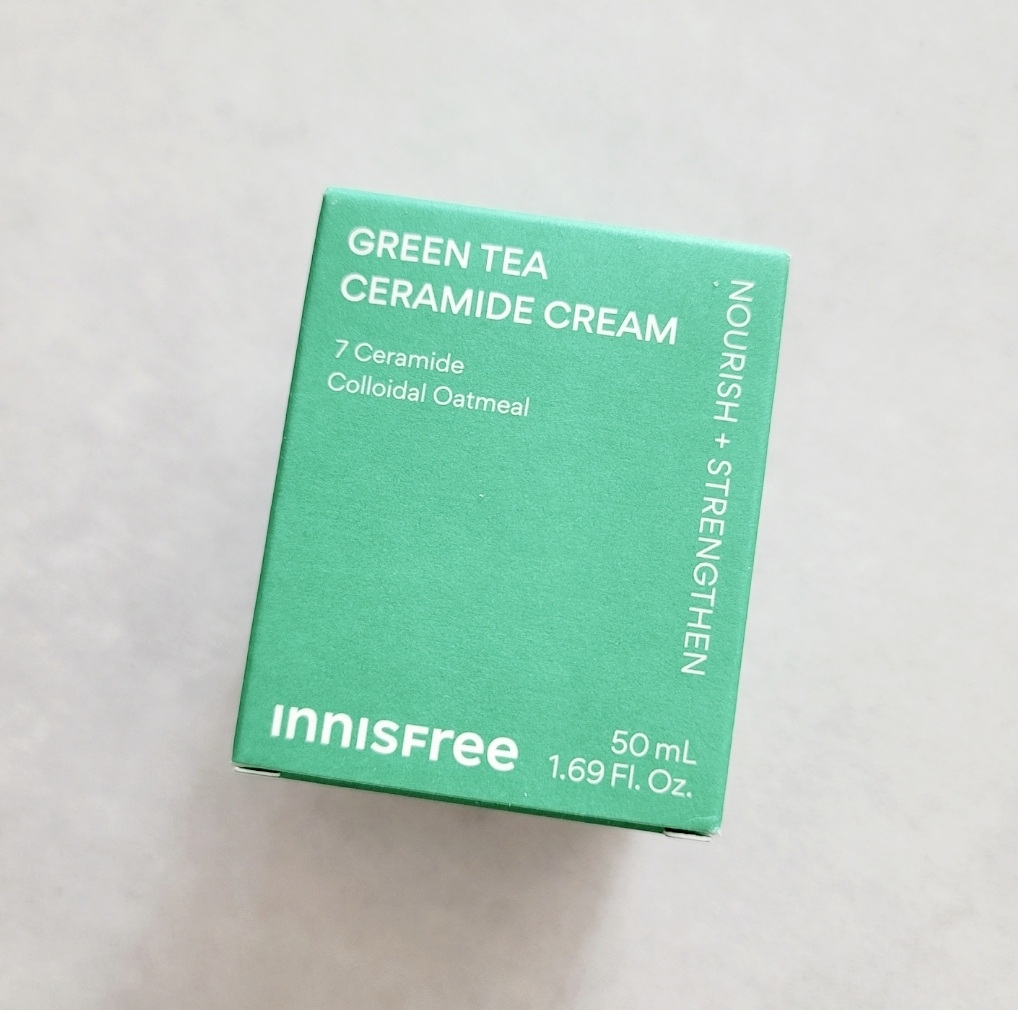 GREEN TEA
CERAMIDE CREAM
7 Ceramide
Colloidal Oatmeal
NOURISH + STRENGTHEN
INNISFree
50 mL
1.69 Fl. Oz.